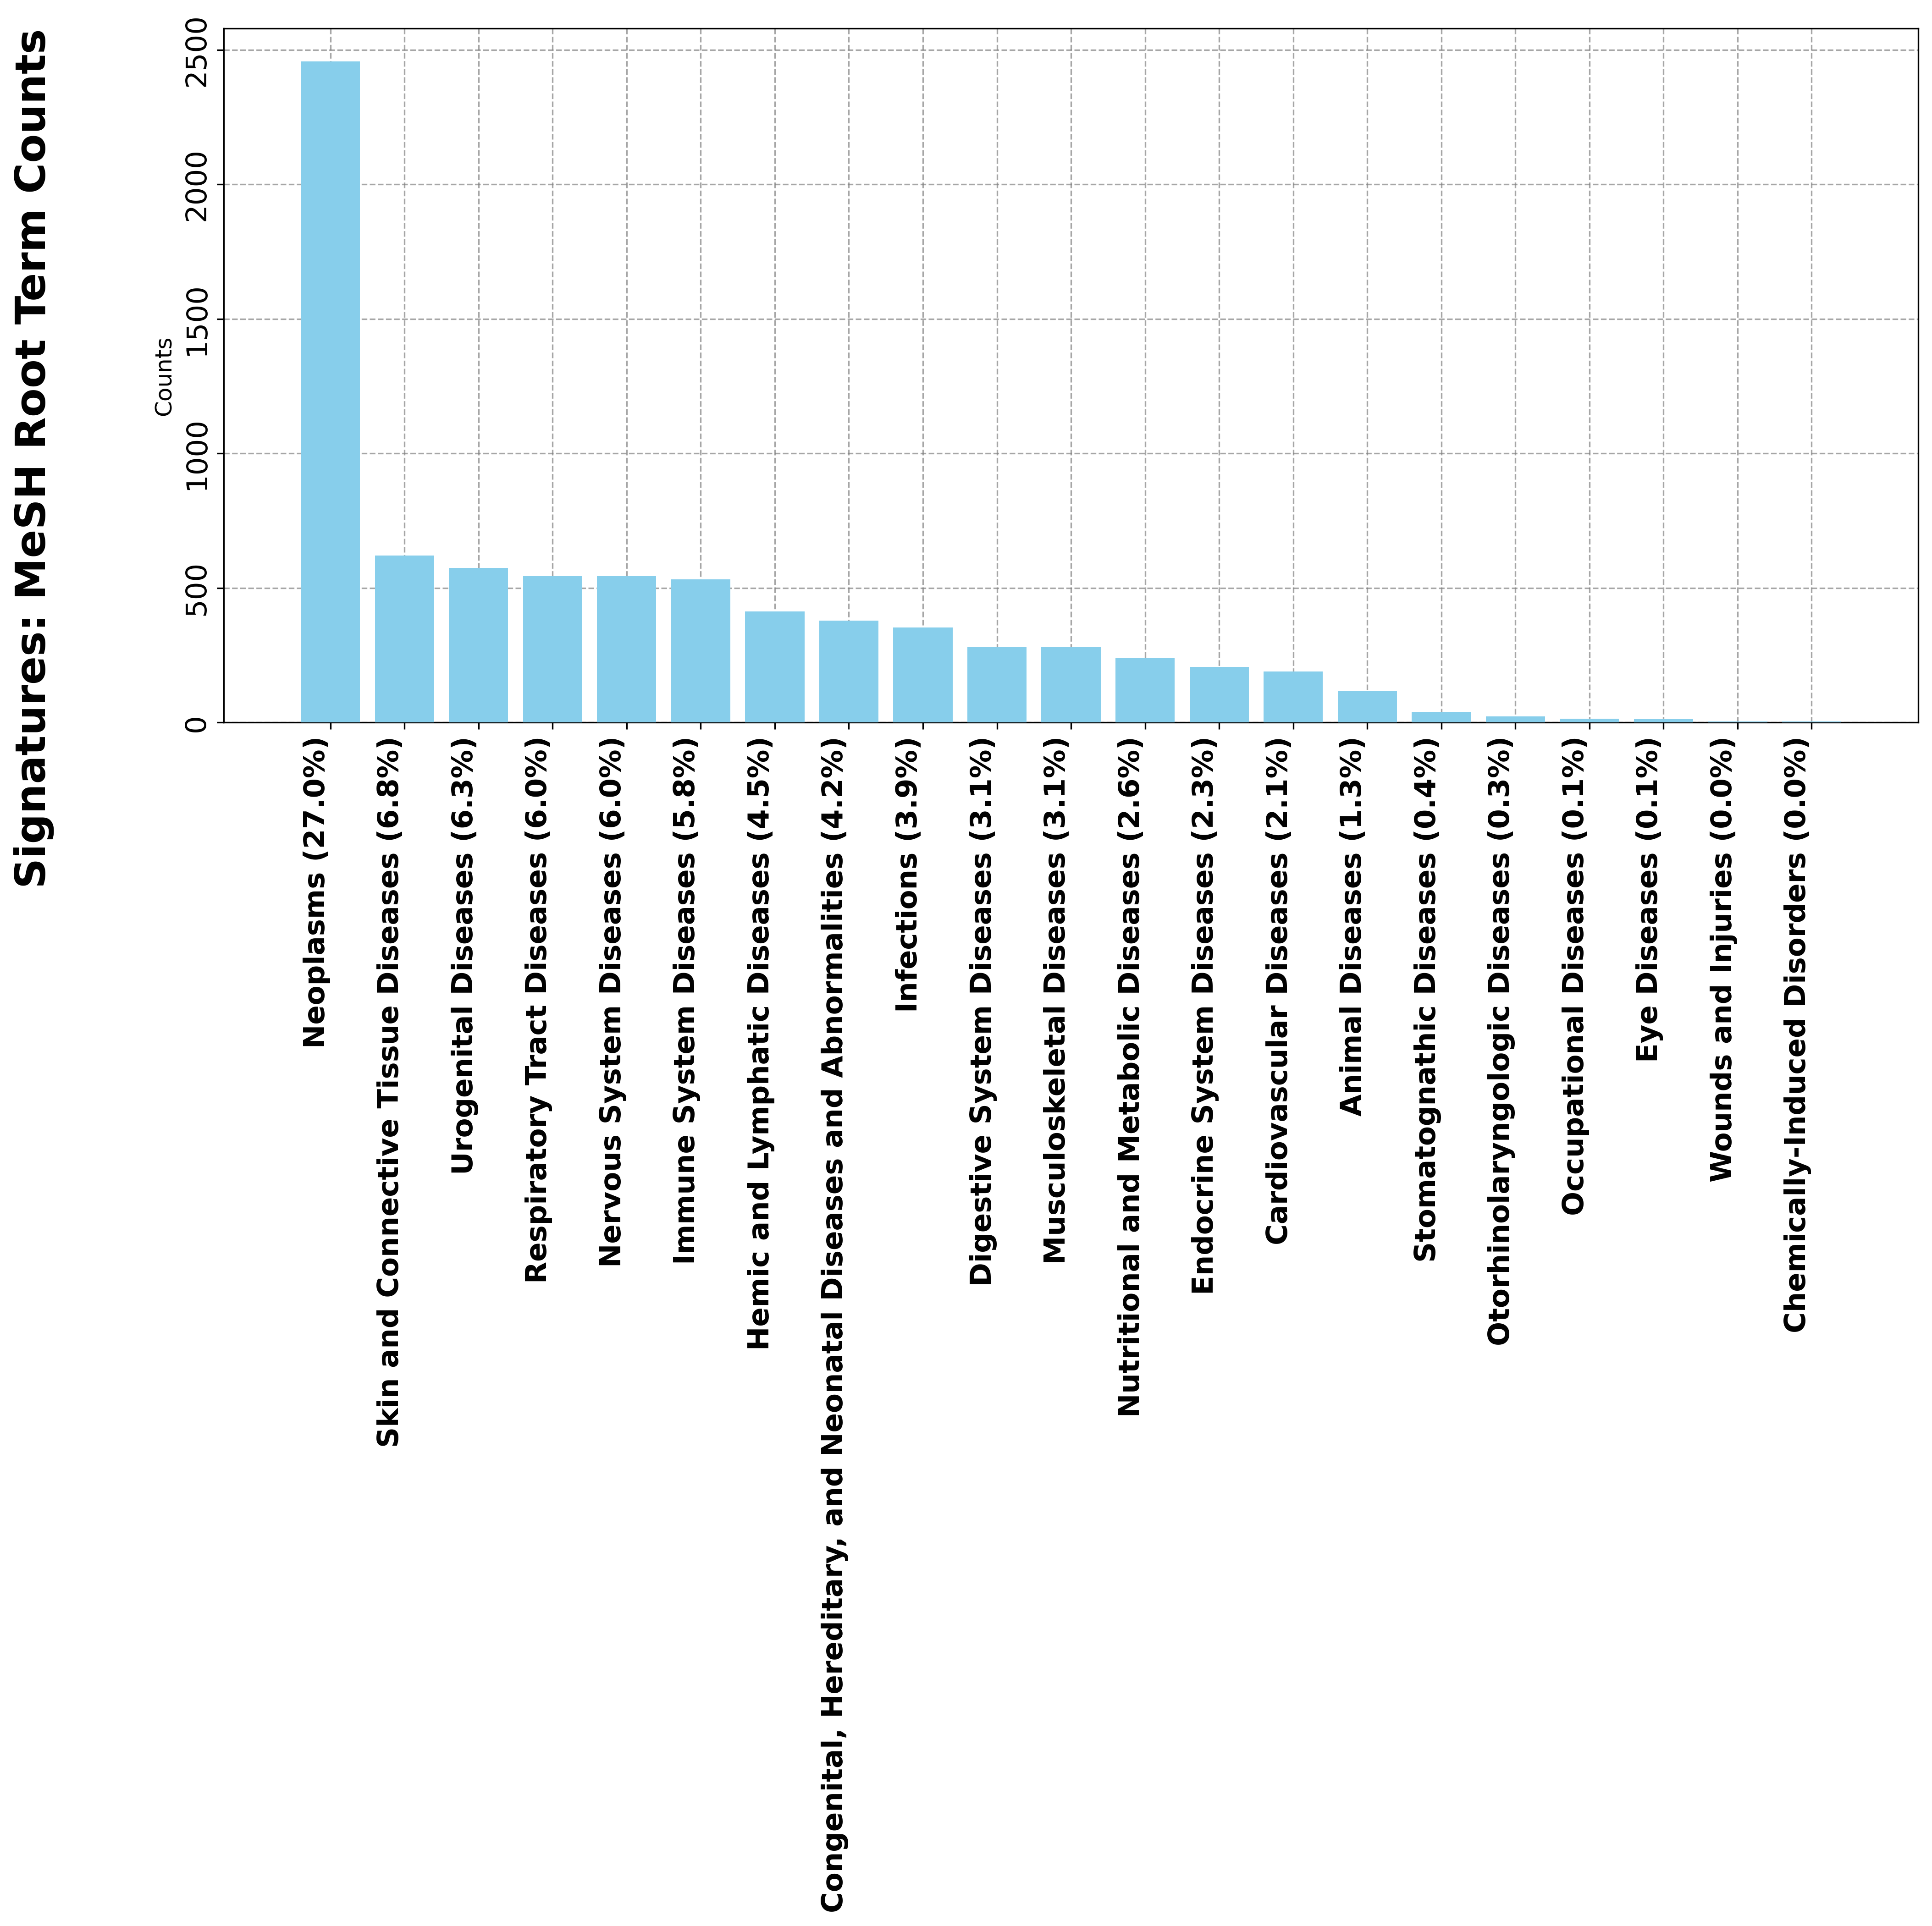 Signatures: MeSH Root Term Counts
Counts
2500
2000
1500
1000
500
0
Neoplasms (27.0%)
Skin and Connective Tissue Diseases (6.8%)
Urogenital Diseases (6.3%)
Respiratory Tract Diseases (6.0%)
Nervous System Diseases (6.0%)
Immune System Diseases (5.8%)
Hemic and Lymphatic Diseases (4.5%)
Congenital, Hereditary, and Neonatal Diseases and Abnormalities (4.2%)
Infections (3.9%)
Digestive System Diseases (3.1%)
Musculoskeletal Diseases (3.1%)
Nutritional and Metabolic Diseases (2.6%)
Endocrine System Diseases (2.3%)
Cardiovascular Diseases (2.1%)
Animal Diseases (1.3%)
Stomatognathic Diseases (0.4%)
Otorhinolaryngologic Diseases (0.3%)
Occupational Diseases (0.1%)
Eye Diseases (0.1%)
Wounds and Injuries (0.0%)
Chemically-Induced Disorders (0.0%)